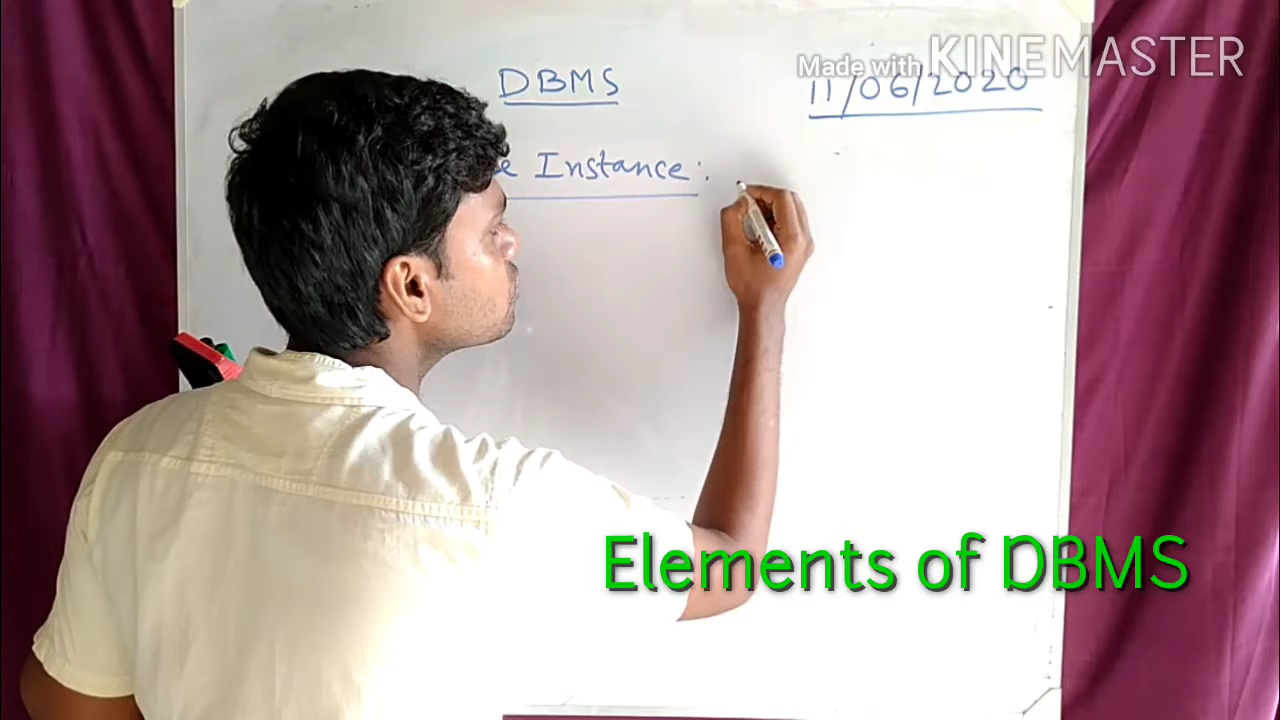 Made with KINEMASTER
DBMS
11/06/2020
e Instance:
Elements of DBMS